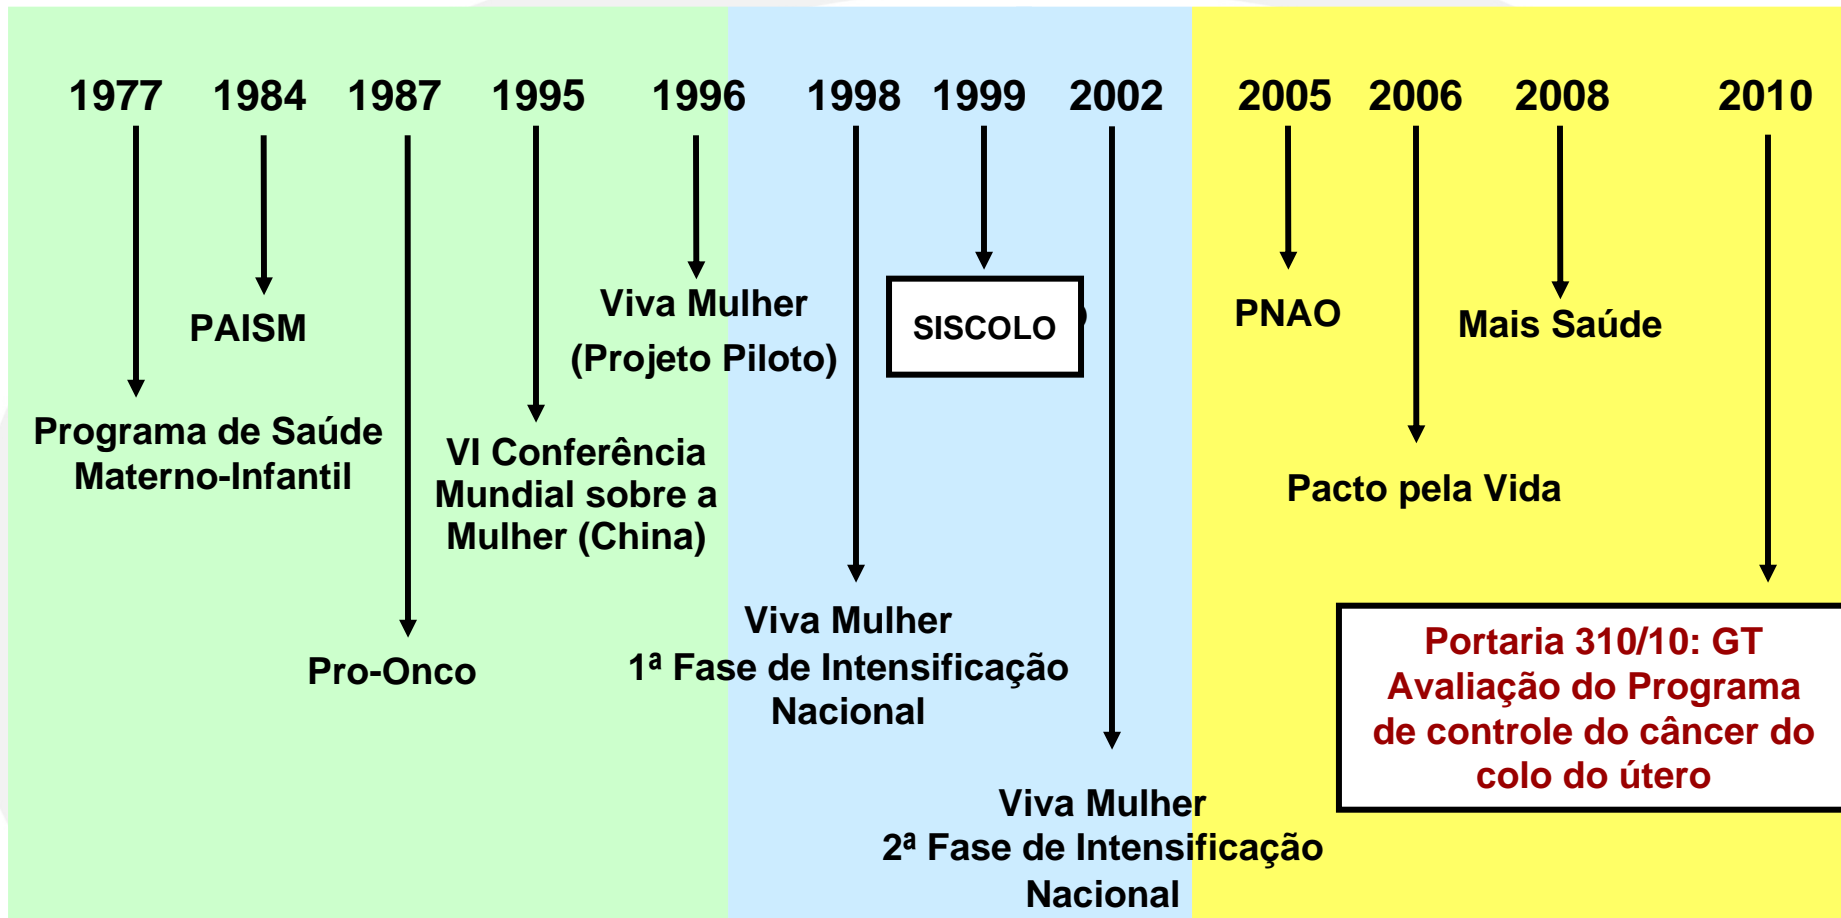 1977 1984 1987 1995 1996 1998 1999 2002 2005 2006 2008 2010
Programa de Saúde
Materno-Infantil
PAISM
Pro-Onco
VI Conferência
Mundial sobre a
Mulher (China)
Viva Mulher
(Projeto Piloto)
Viva Mulher
1ª Fase de Intensificação
Nacional
SISCOLO
Viva Mulher
2ª Fase de Intensificação
Nacional
PNAO
Pacto pela Vida
Mais Saúde
Portaria 310/10: GT
Avaliação do Programa
de controle do câncer do
colo do útero